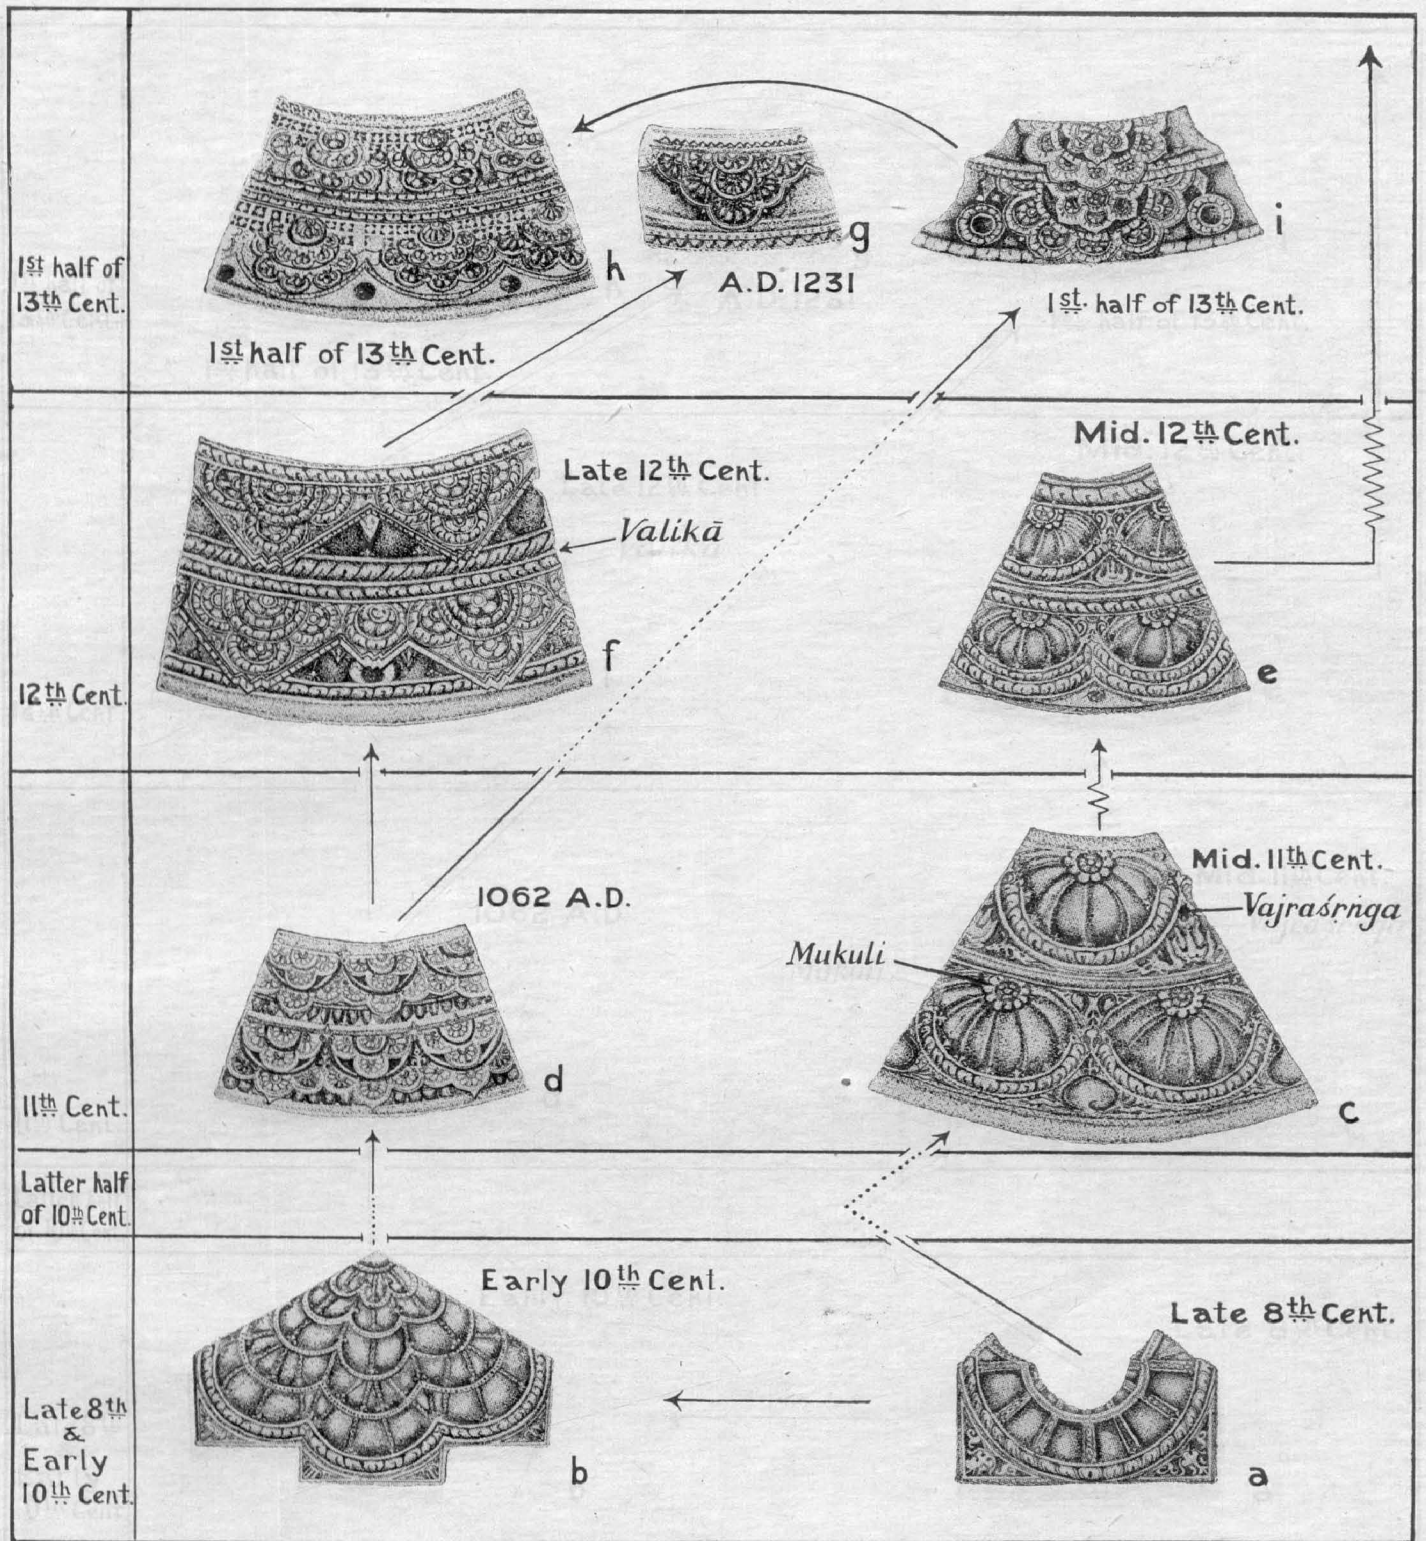 1st half of
13th Cent.
h
g
i
A.D. 1231
1st half of 13th Cent.
1st. half of 13th Cent.
12th Cent.
Late 12th Cent.
Valikā
f
Mid. 12th Cent.
e
11th Cent.
1062 A.D.
d
Mid. 11th Cent.
Vajraśṛṅga
Mukuli
c
Latter half
of 10th Cent.
Late 8th
&
Early
10th Cent.
Early 10th Cent.
b
Late 8th Cent.
a